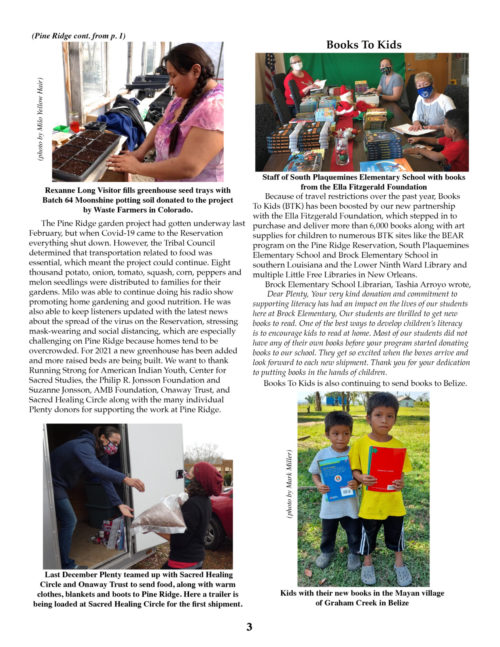 (Pine Ridge cont. from p. 1)
(photo by Milo Yellow Hair)
Rexanne Long Visitor fills greenhouse seed trays with
Batch 64 Moonshine potting soil donated to the project
by Waste Farmers in Colorado.
The Pine Ridge garden project had gotten underway last
February, but when Covid-19 came to the Reservation
everything shut down. However, the Tribal Council
determined that transportation related to food was
essential, which meant the project could continue. Eight
thousand potato, onion, tomato, squash, corn, peppers and
melon seedlings were distributed to families for their
gardens. Milo was able to continue doing his radio show
promoting home gardening and good nutrition. He was
also able to keep listeners updated with the latest news
about the spread of the virus on the Reservation, stressing
mask-wearing and social distancing, which are especially
challenging on Pine Ridge because homes tend to be
overcrowded. For 2021 a new greenhouse has been added
and more raised beds are being built. We want to thank
Running Strong for American Indian Youth, Center for
Sacred Studies, the Philip R. Jonsson Foundation and
Suzanne Jonsson, AMB Foundation, Onaway Trust, and
Sacred Healing Circle along with the many individual
Plenty donors for supporting the work at Pine Ridge.
Last December Plenty teamed up with Sacred Healing
Circle and Onaway Trust to send food, along with warm
clothes, blankets and boots to Pine Ridge. Here a trailer is
being loaded at Sacred Healing Circle for the first shipment.
Books To Kids
Staff of South Plaquemines Elementary School with books
from the Ella Fitzgerald Foundation
Because of travel restrictions over the past year, Books
To Kids (BTK) has been boosted by our new partnership
with the Ella Fitzgerald Foundation, which stepped in to
purchase and deliver more than 6,000 books along with art
supplies for children to numerous BTK sites like the BEAR
program on the Pine Ridge Reservation, South Plaquemines
Elementary School and Brock Elementary School in
southern Louisiana and the Lower Ninth Ward Library and
multiple Little Free Libraries in New Orleans.
Brock Elementary School Librarian, Tashia Arroyo wrote,
Dear Plenty, Your very kind donation and commitment to
supporting literacy has had an impact on the lives of our students
here at Brock Elementary, Our students are thrilled to get new
books to read. One of the best ways to develop children's literacy
is to encourage kids to read at home. Most of our students did not
have any of their own books before your program started donating
books to our school. They get so excited when the boxes arrive and
look forward to each new shipment. Thank you for your dedication
to putting books in the hands of children.
Books To Kids is also continuing to send books to Belize.
(photo by Mark Miller)
Kids with their new books in the Mayan village
of Graham Creek in Belize
3